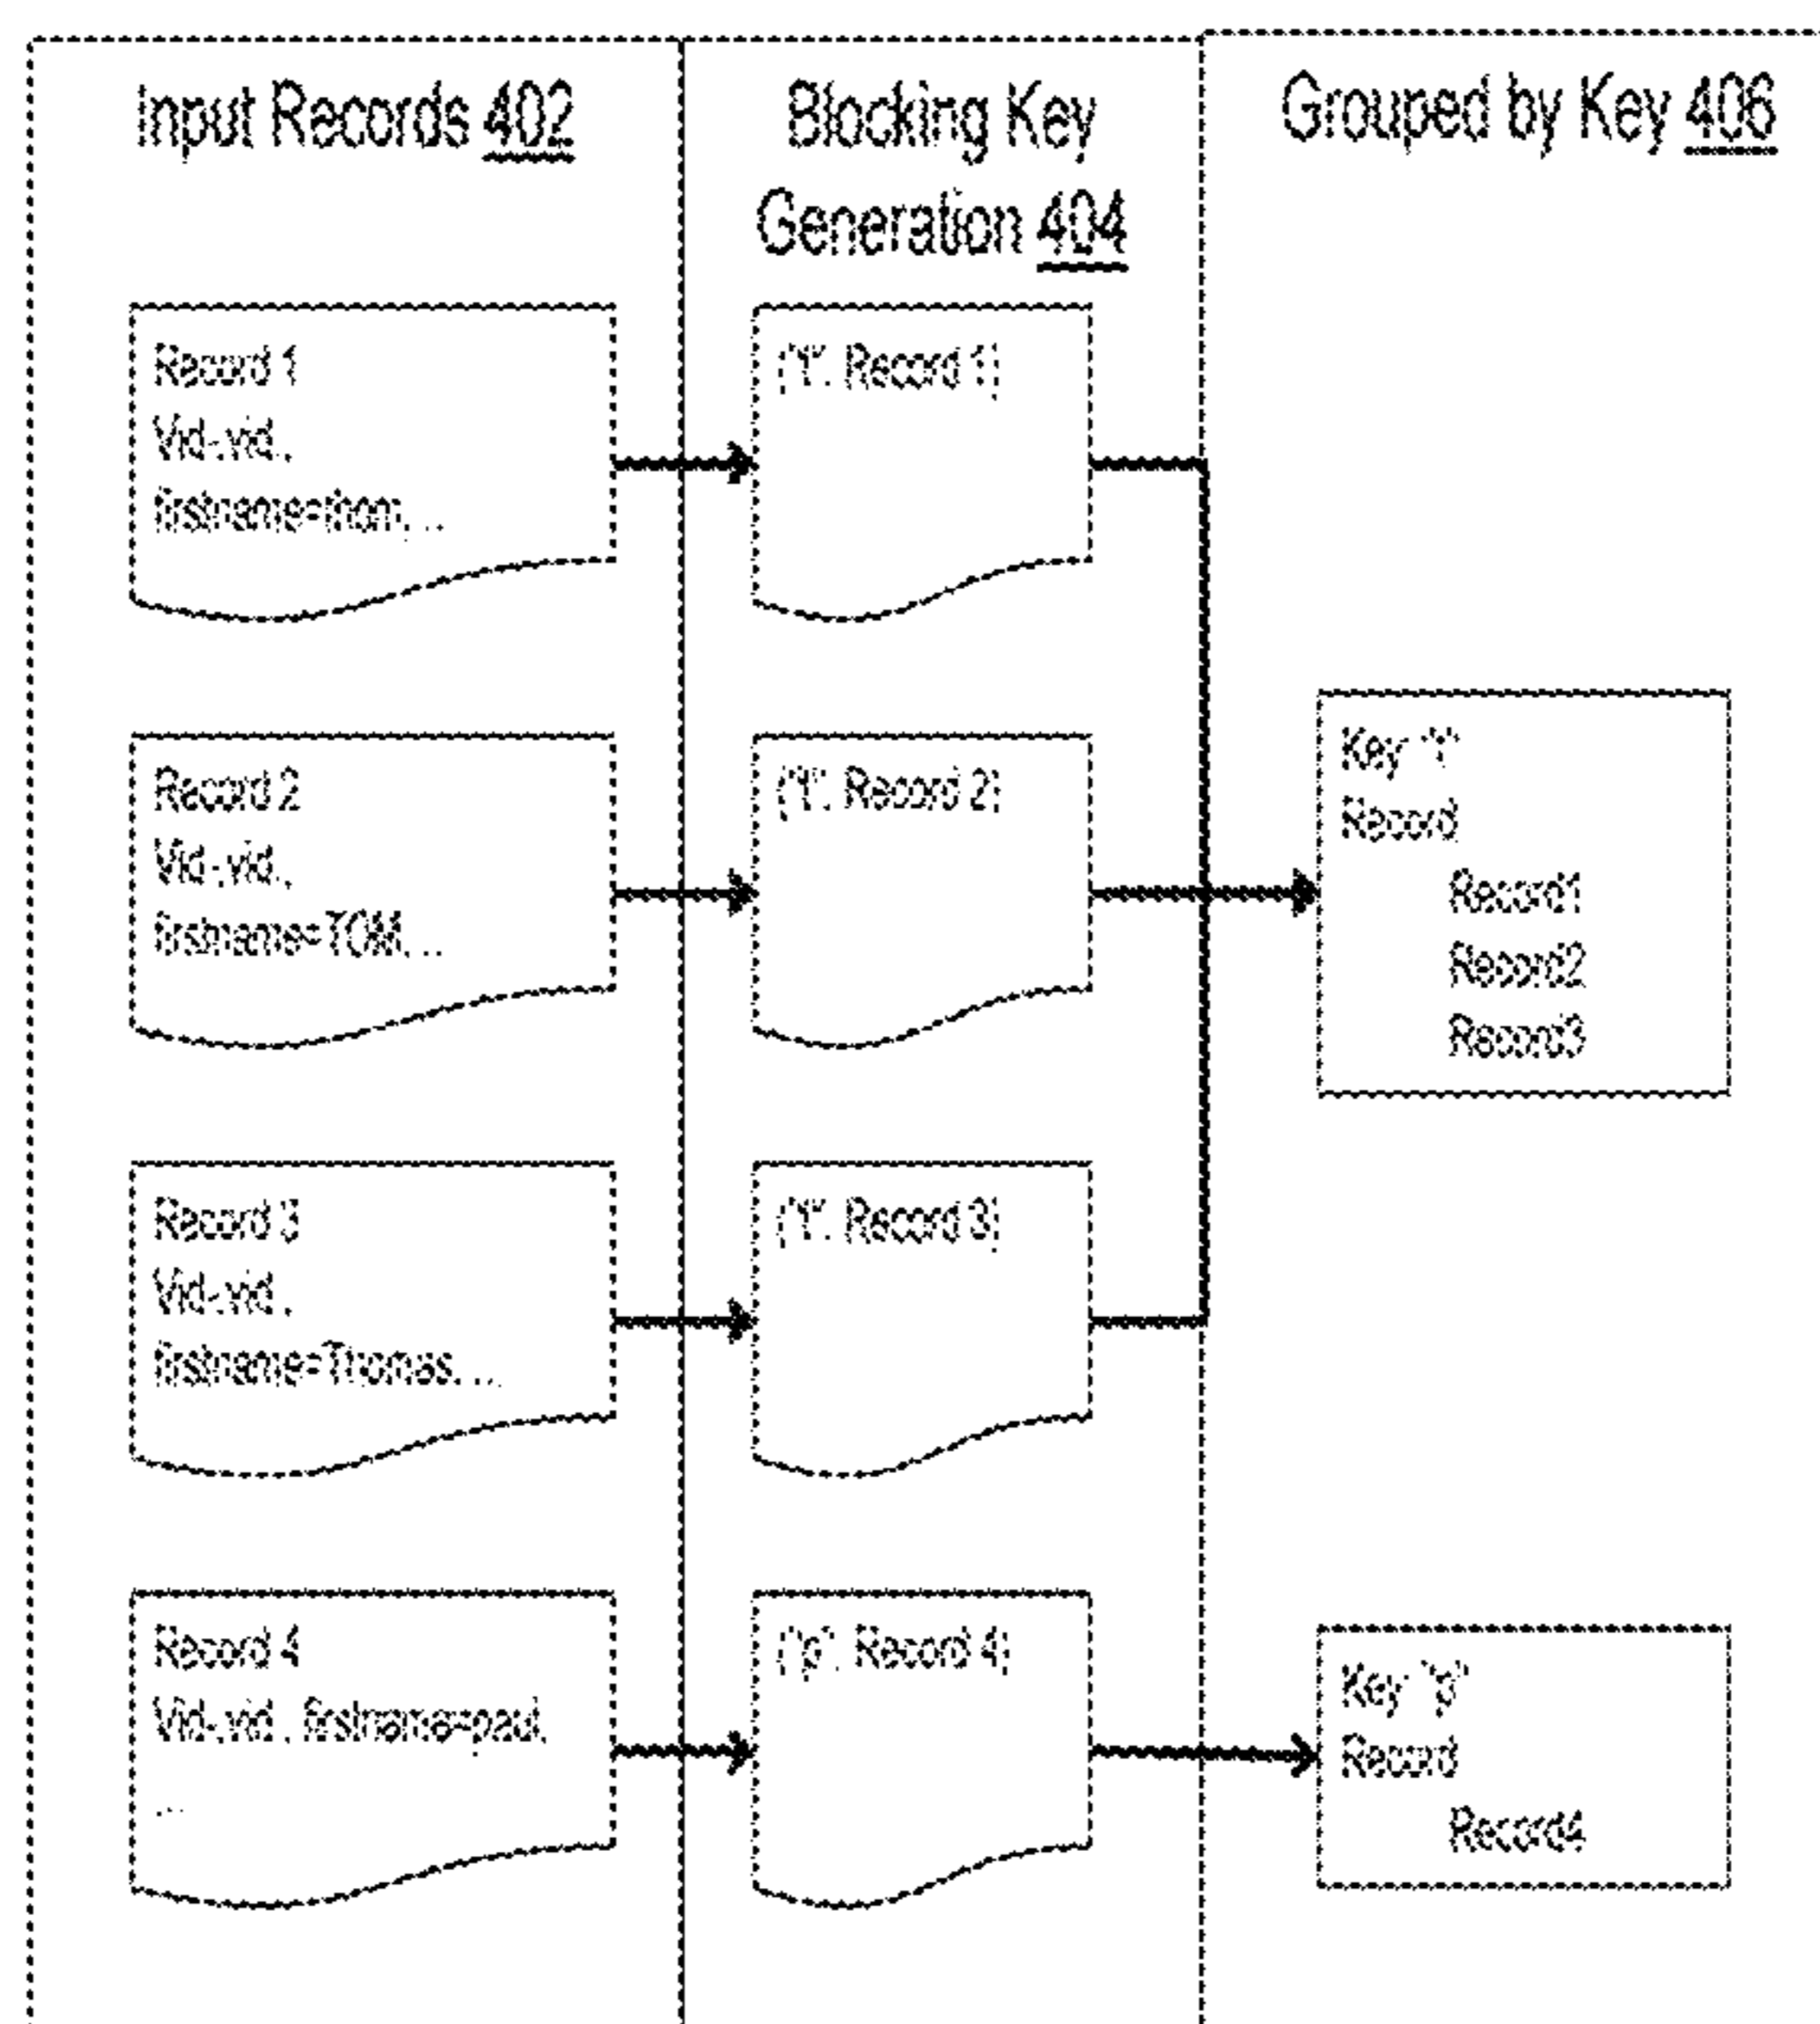 Input Records 402
Blocking Key
Generation 404
Grouped by Key 406
Record 1
Vid-.vid.,
firstname=thom, ...
("t", Record 1)
Record 2
Vid-.vid.,
firstname=TOM, ...
("t", Record 2)
Record 3
Vid-.vid.,
firstname=Thomas, ...
("t", Record 3)
Record 4
Vid-.vid., firstname=paul,
...
("p", Record 4)
Key "t"
Record
Record1
Record2
Record3
Key "p"
Record
Record4